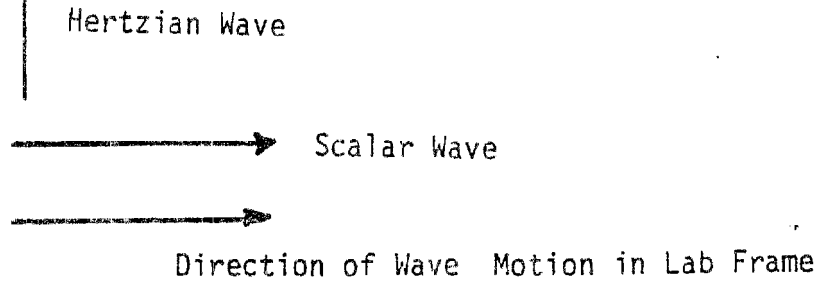 Hertzian Wave
Scalar Wave
Direction of Wave Motion in Lab Frame